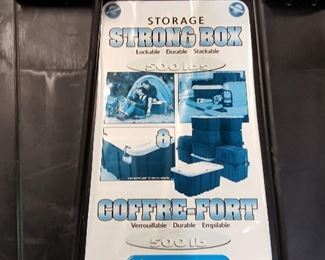 STORAGE
STRONG BOX
Lockable Durable Stackable
500 lbs
&
COFFRE-FORT
Verrouillable · Durable · Empilable
500 lb